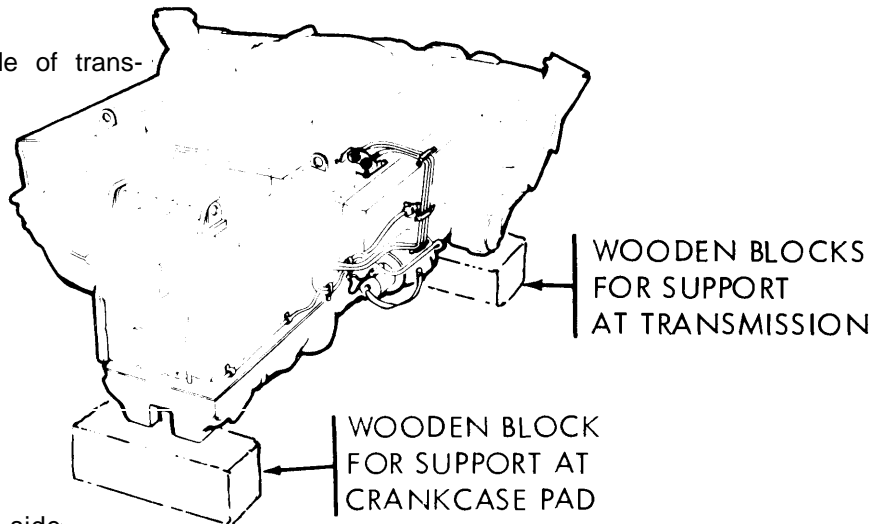 le of trans-
WOODEN BLOCKS
FOR SUPPORT
AT TRANSMISSION
WOODEN BLOCK
FOR SUPPORT AT
CRANKCASE PAD
side